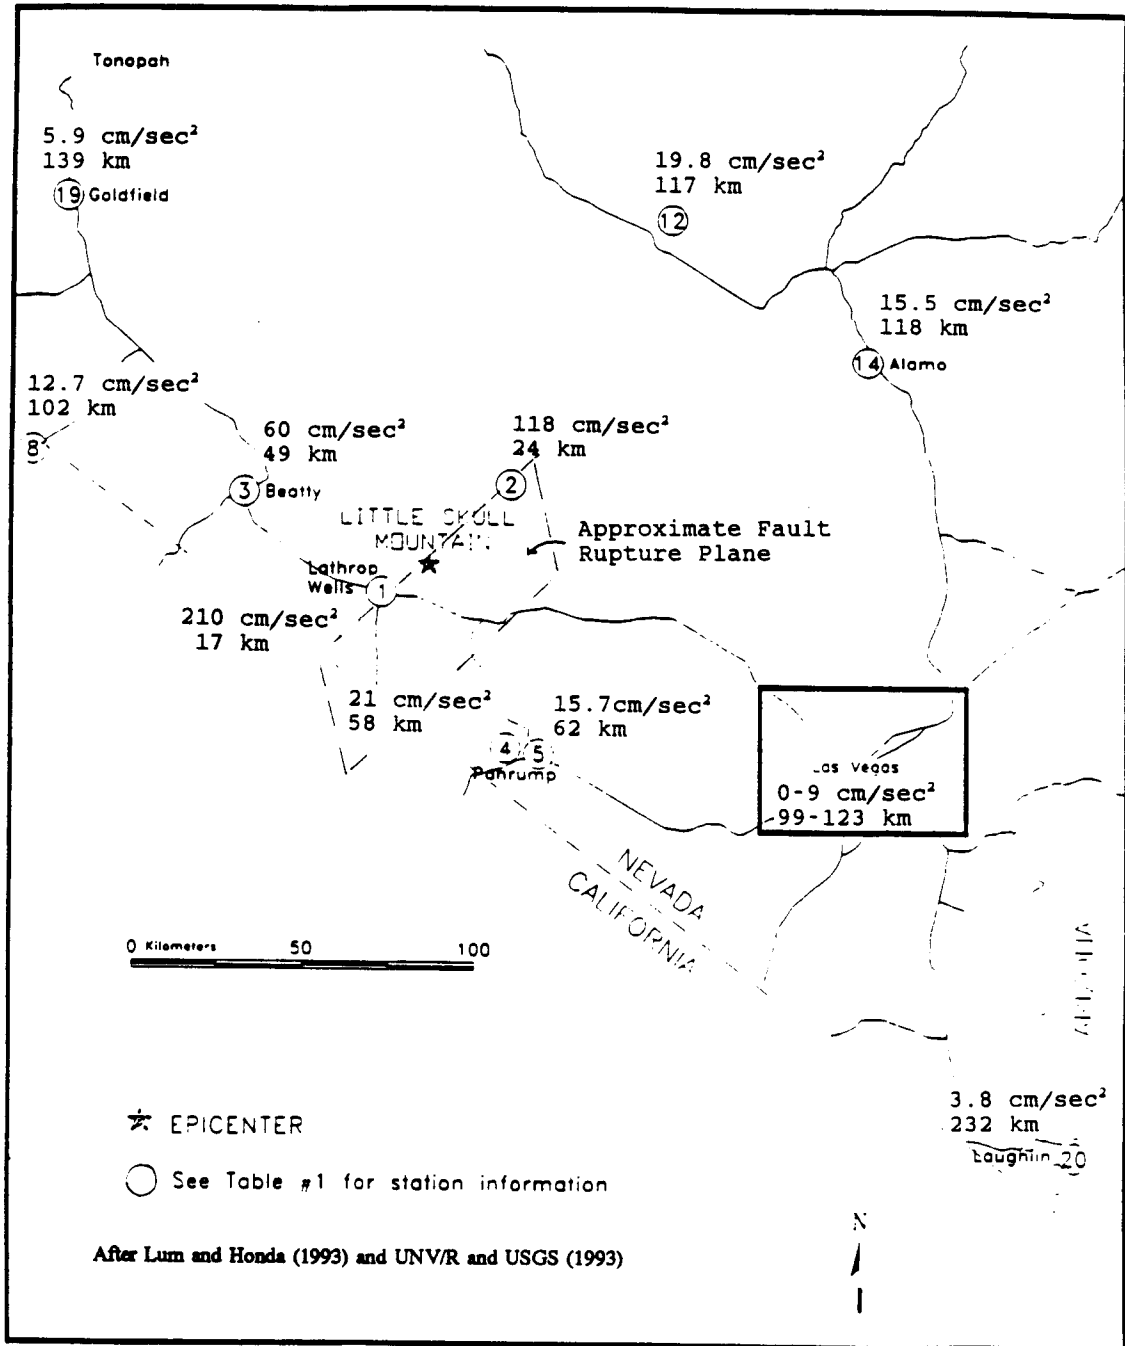 Tonopah
5.9 cm/sec²
139 km
19 Goldfield
19.8 cm/sec²
117 km
12
15.5 cm/sec²
118 km
14 Alamo
12.7 cm/sec²
102 km
8
60 cm/sec²
49 km
3 Beatty
118 cm/sec²
24 km
2
LITTLE SKULL
MOUNTAIN
Approximate Fault
Rupture Plane
Lathrop
Wells
1
210 cm/sec²
17 km
21 cm/sec²
58 km
15.7cm/sec²
62 km
4 5
Pahrump
Las Vegas
0-9 cm/sec²
99-123 km
NEVADA
CALIFORNIA
0 Kilometers 50 100
3.8 cm/sec²
232 km
Laughlin 20
EPICENTER
See Table #1 for station information
N
After Lum and Honda (1993) and UNV/R and USGS (1993)